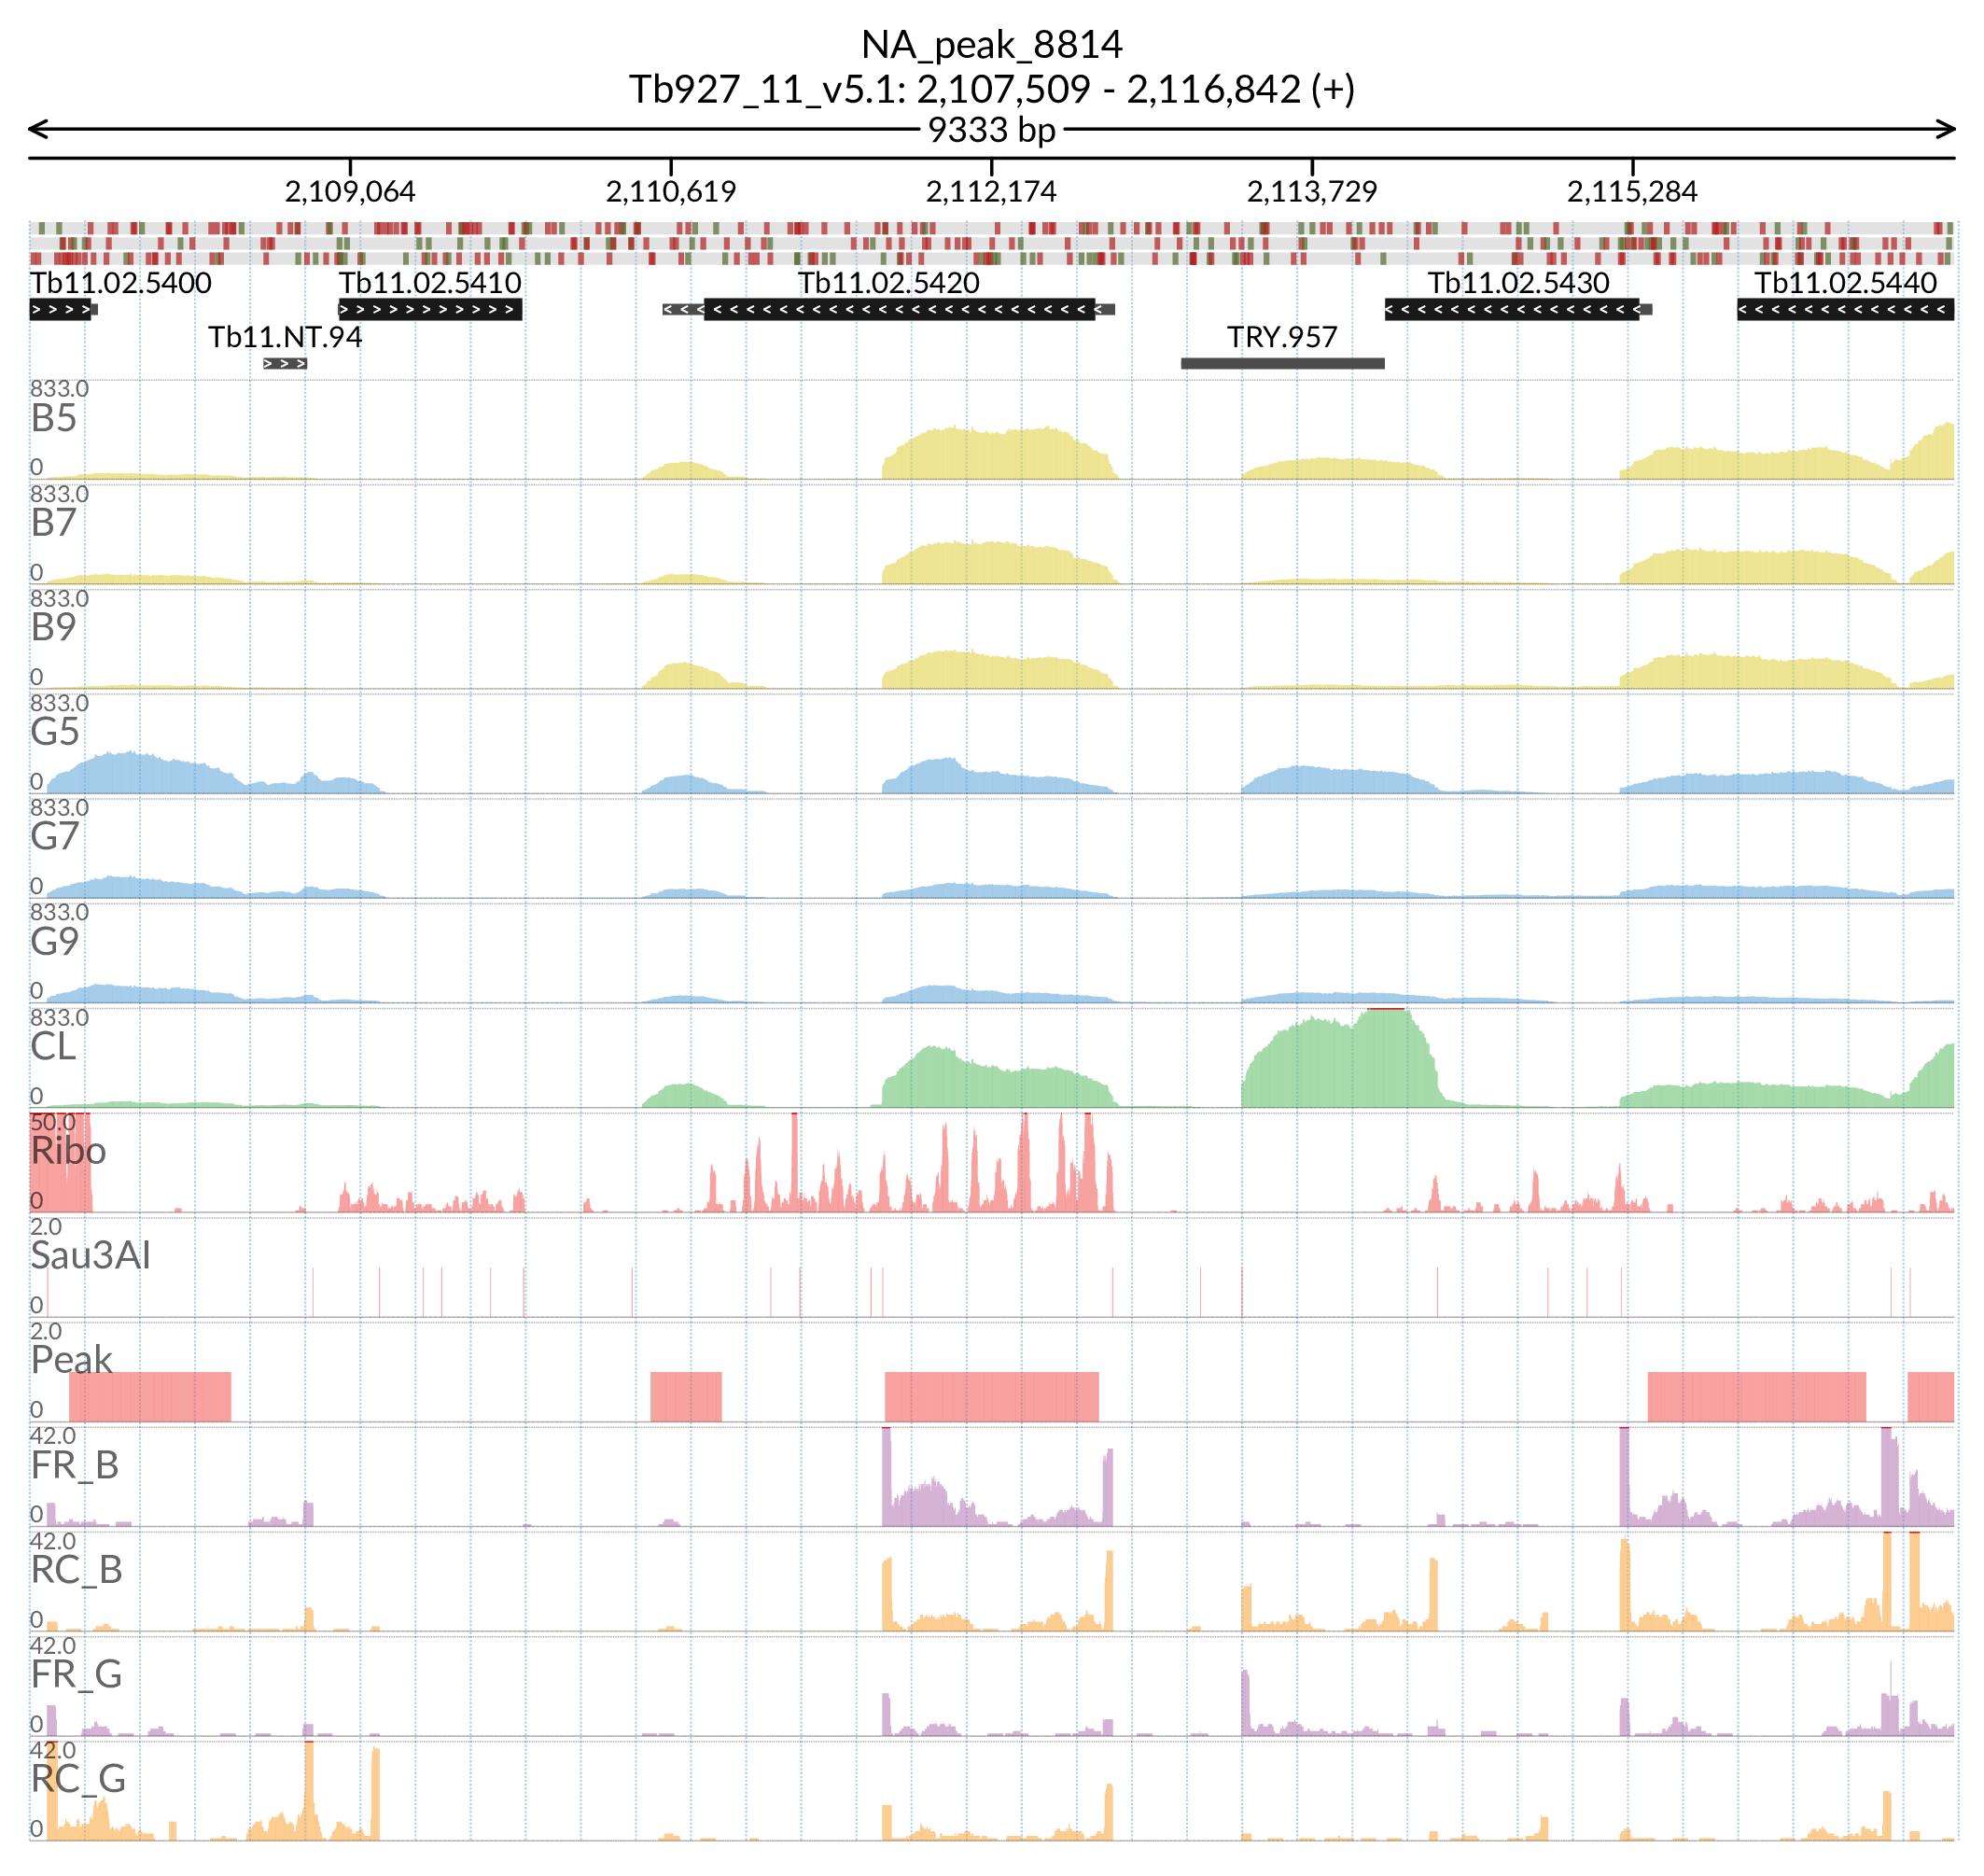 NA_peak_8814
Tb927_11_v5.1: 2,107,509 - 2,116,842 (+)
9333 bp
2,109,064 2,110,619 2,112,174 2,113,729 2,115,284
Tb11.02.5400 Tb11.02.5410 Tb11.02.5420 Tb11.02.5430 Tb11.02.5440
Tb11.NT.94 TRY.957
833.0
B5
0
833.0
B7
0
833.0
B9
0
833.0
G5
0
833.0
G7
0
833.0
G9
0
833.0
CL
0
50.0
Ribo
0
2.0
Sau3AI
0
2.0
Peak
0
42.0
FR_B
0
42.0
RC_B
0
42.0
FR_G
0
42.0
RC_G
0